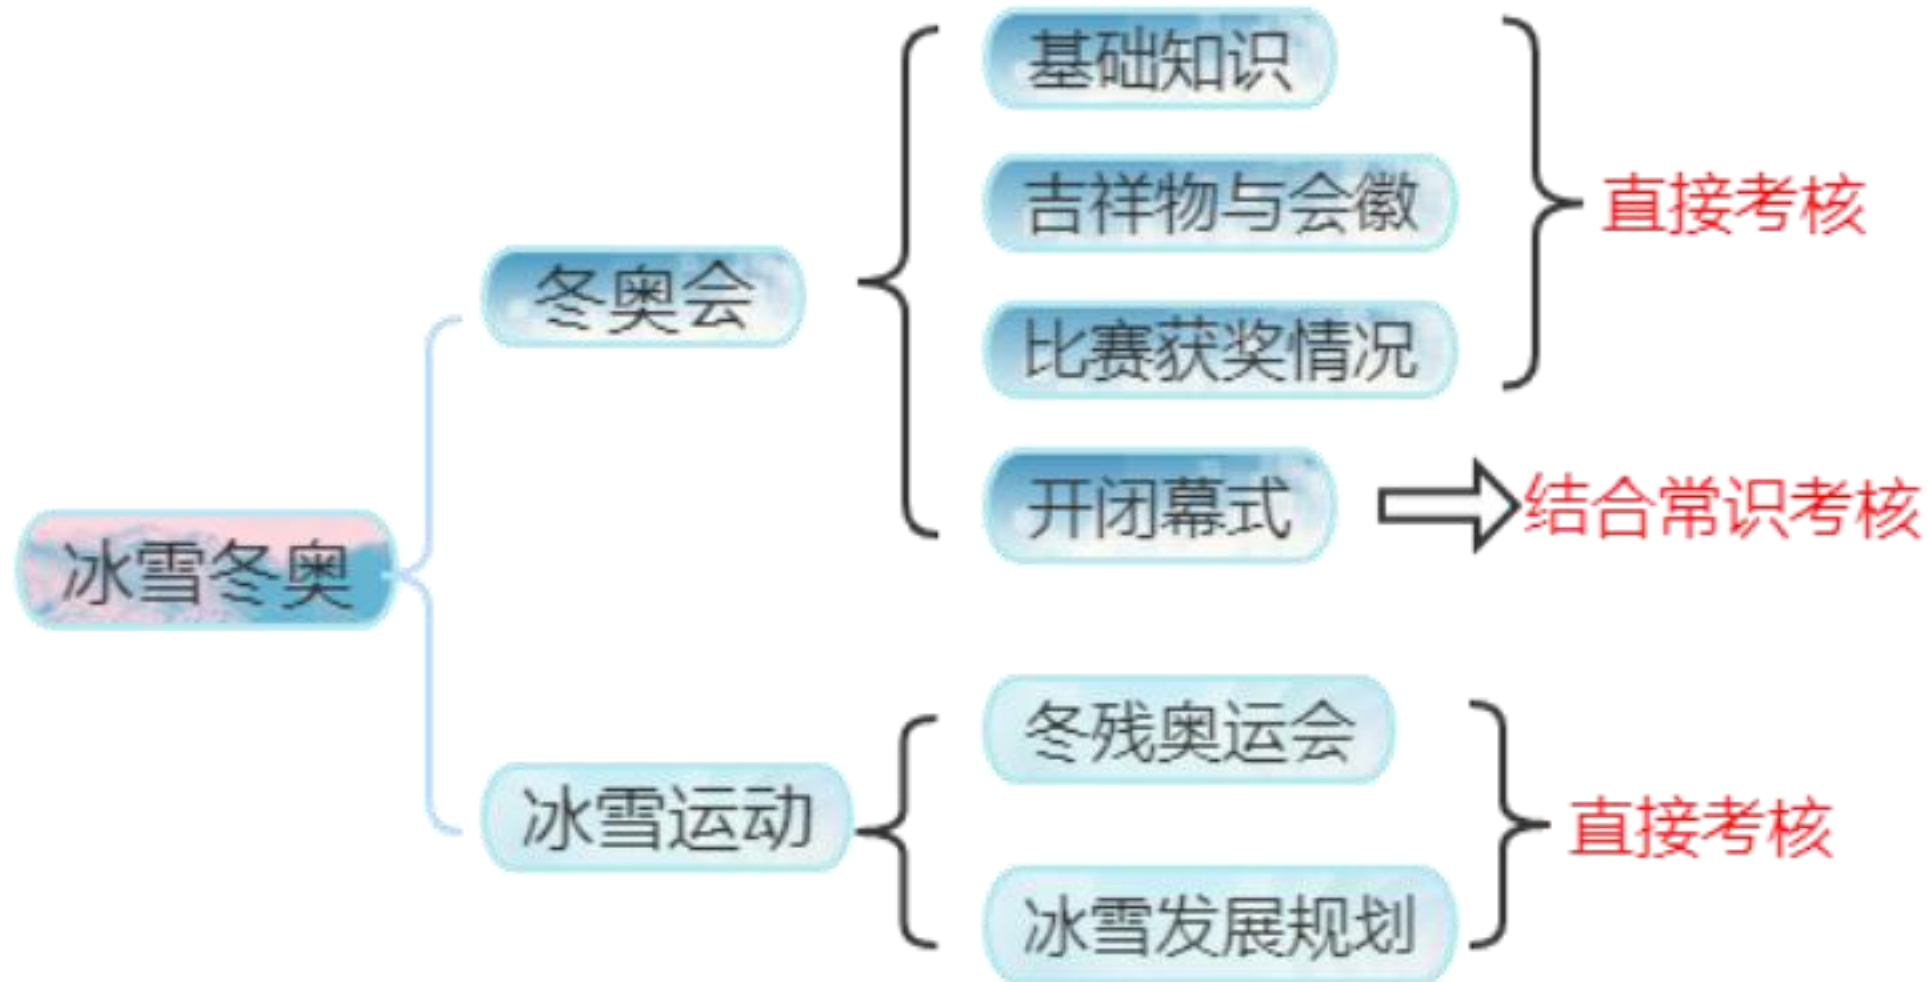 基础知识
吉祥物与会徽
直接考核
冬奥会
比赛获奖情况
开闭幕式
结合常识考核
冰雪冬奥
冬残奥运会
冰雪运动
直接考核
冰雪发展规划